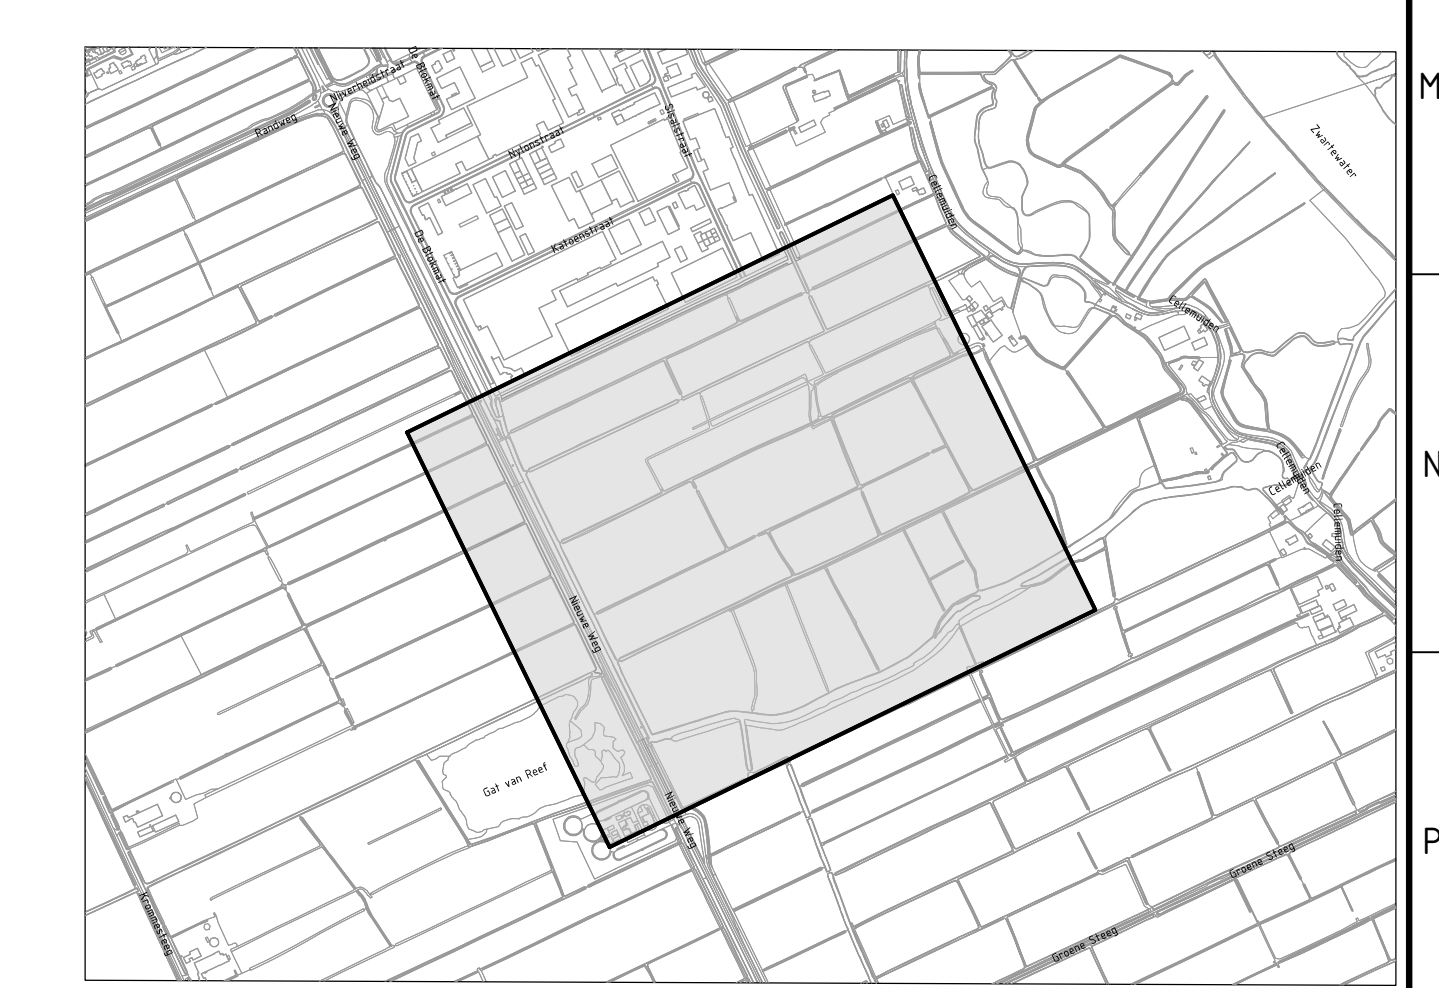 De Blokmat
Nijverheidstraat
Randweg
Nieuwe Weg
Nylonstraat
Sisalstraat
Zwartewater
Katoenstraat
De Blokmat
Cellemuiden
Cellemuiden
Cellemuiden
Cellemuiden
Cellemuiden
Nieuwe Weg
Gat van Reef
Nieuwe Weg
Groene Steeg
Groene Steeg
Krommesteeg
M
N
P